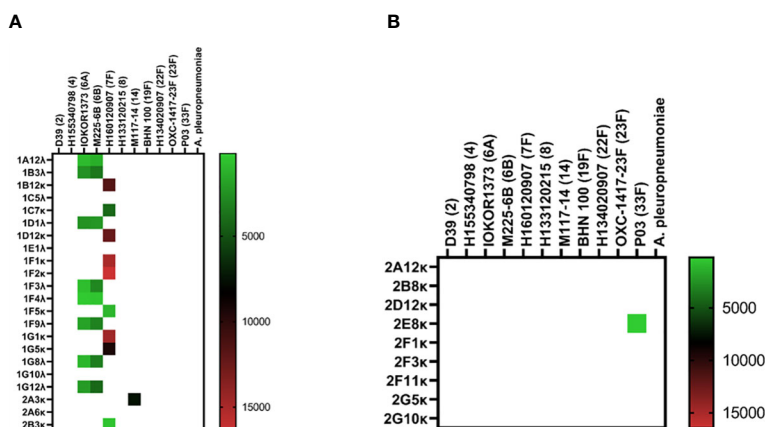 A
B
D39 (2)
H155340798 (4)
IOKOR1373 (6A)
M225-6B (6B)
H160120907 (7F)
H133120215 (8)
M117-14 (14)
BHN 100 (19F)
H134020907 (22F)
OXC-1417-23F (23F)
P03 (33F)
A. pleuropneumoniae
1A12λ
1B3λ
1B12κ
1C5λ
1C7κ
1D1λ
1D12κ
1E1λ
1F1κ
1F2κ
1F3λ
1F4λ
1F5κ
1F9λ
1G1κ
1G5κ
1G8λ
1G10λ
1G12λ
2A3κ
2A6κ
2B3κ
5000
10000
15000
D39 (2)
H155340798 (4)
IOKOR1373 (6A)
M225-6B (6B)
H160120907 (7F)
H133120215 (8)
M117-14 (14)
BHN 100 (19F)
H134020907 (22F)
OXC-1417-23F (23F)
P03 (33F)
A. pleuropneumoniae
2A12κ
2B8κ
2D12κ
2E8κ
2F1κ
2F3κ
2F11κ
2G5κ
2G10κ
5000
10000
15000